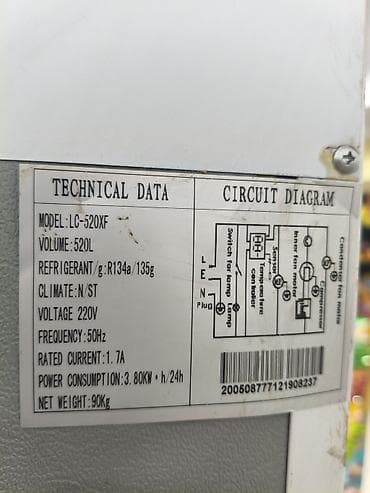 TECHNICAL DATA
MODEL:LC-520XF
VOLUME:520L
REFRIGERANT/g:R134a/135g
CLIMATE:N/ST
VOLTAGE 220V
FREQUENCY:50Hz
RATED CURRENT:1.7A
POWER CONSUMPTION:3.80KW·h/24h
NET WEIGHT:90Kg
CIRCUIT DIAGRAM
L
E
N
Plug
Switch for lamp
Lamp
Temperature
controller
Sensor
Inner fan motor
Compressor
Condenser fan motor
200508777121908237